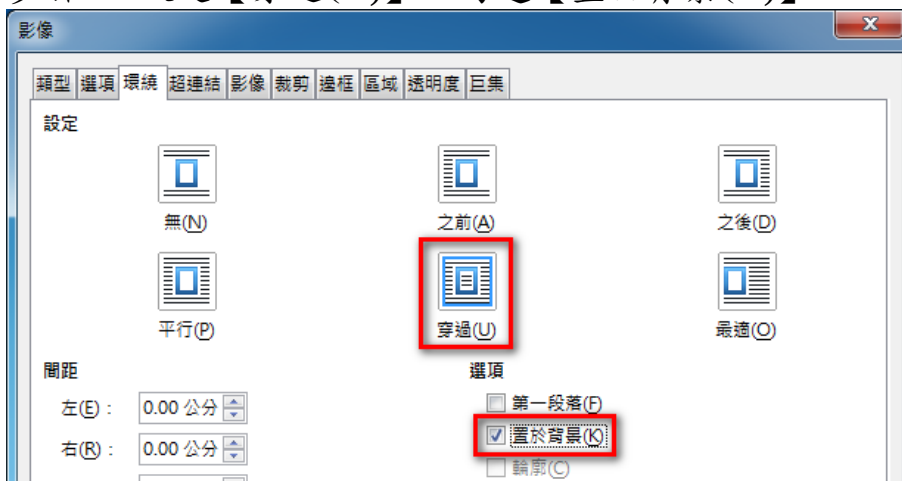 影像
類型 選項 環繞 超連結 影像 裁剪 邊框 區域 透明度 巨集
設定
無(N) 之前(A) 之後(D)
平行(P) 穿過(U) 最適(O)
間距 選項
左(E)： 0.00 公分 第一段落(F)
右(R)： 0.00 公分 置於背景(K)
輪廓(C)